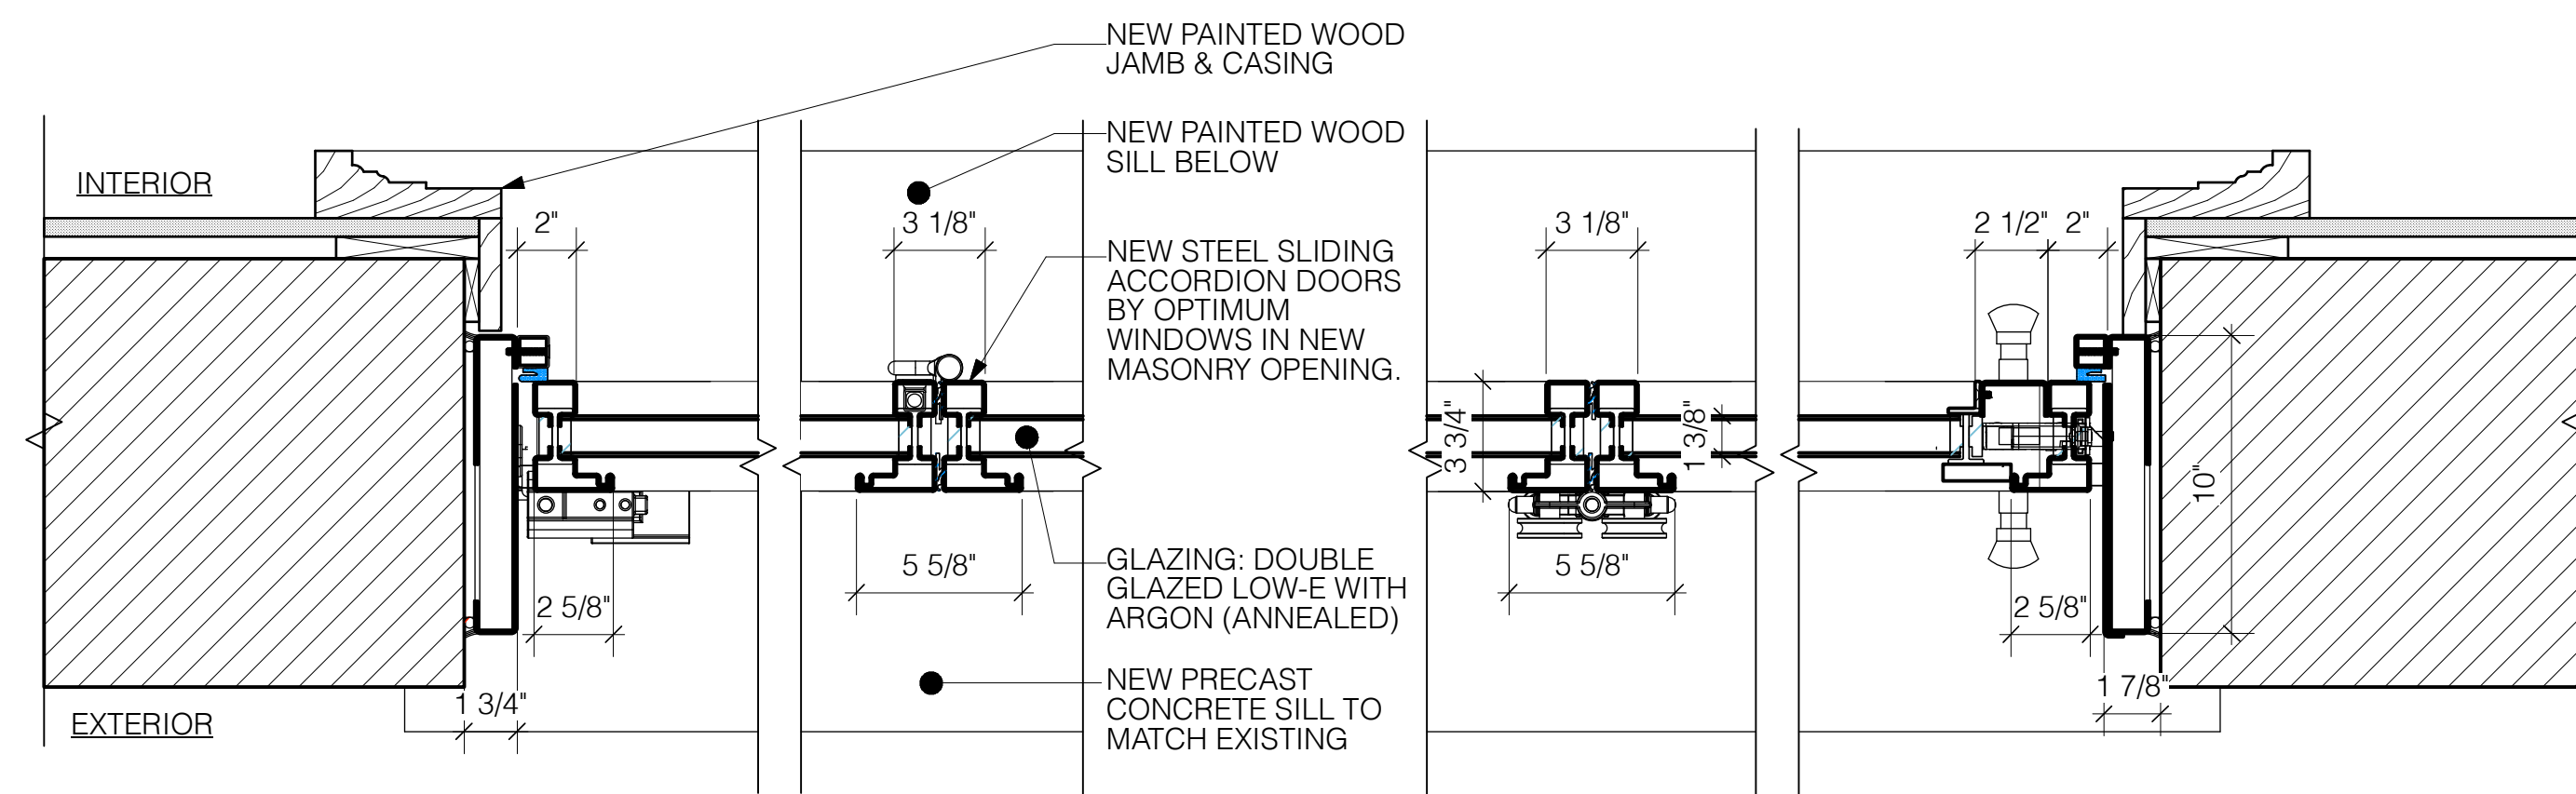 NEW PAINTED WOOD
JAMB & CASING
NEW PAINTED WOOD
SILL BELOW
INTERIOR
2"
3 1/8"
3 1/8"
2 1/2"
2"
NEW STEEL SLIDING
ACCORDION DOORS
BY OPTIMUM
WINDOWS IN NEW
MASONRY OPENING.
3 3/4"
1 3/8"
10"
5 5/8"
5 5/8"
GLAZING: DOUBLE
GLAZED LOW-E WITH
ARGON (ANNEALED)
2 5/8"
2 5/8"
NEW PRECAST
CONCRETE SILL TO
MATCH EXISTING
1 3/4"
1 7/8"
EXTERIOR